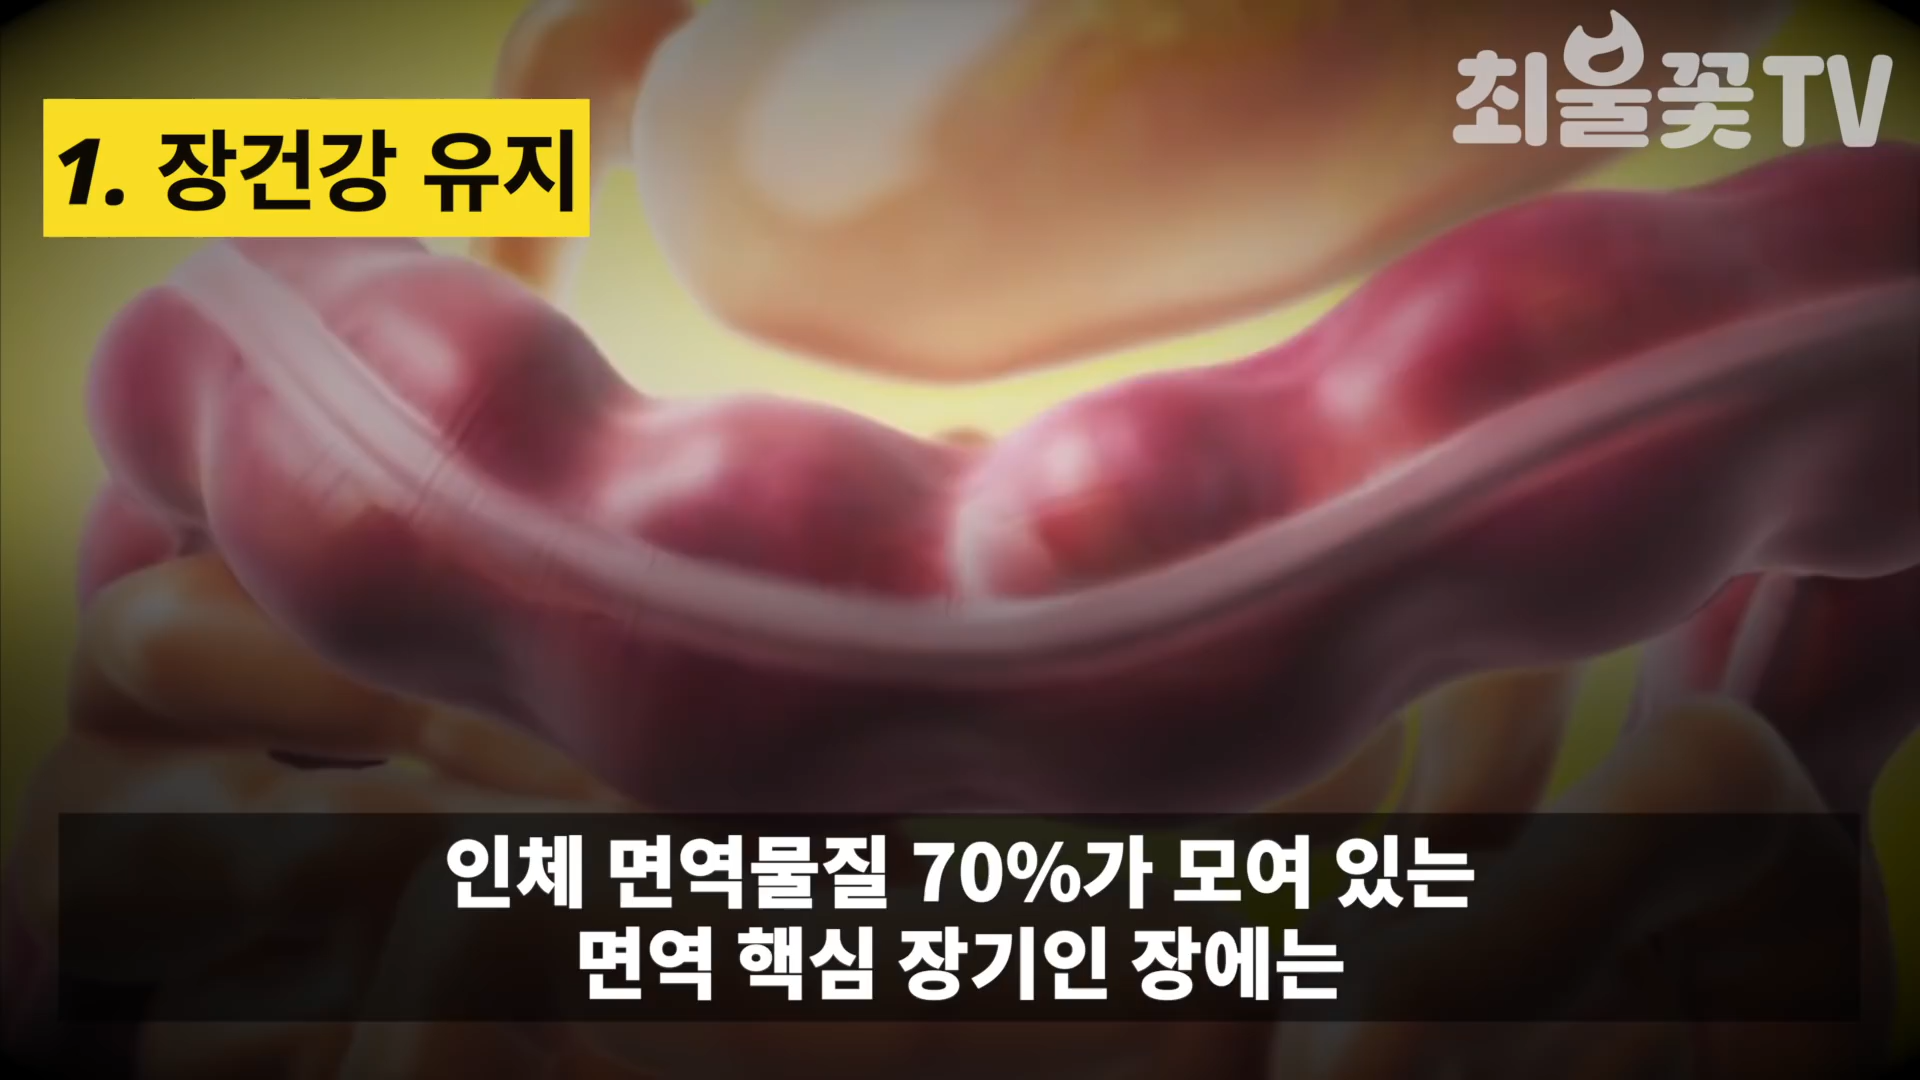 최울꽃TV
1. 장건강 유지
인체 면역물질 70%가 모여 있는
면역 핵심 장기인 장에는